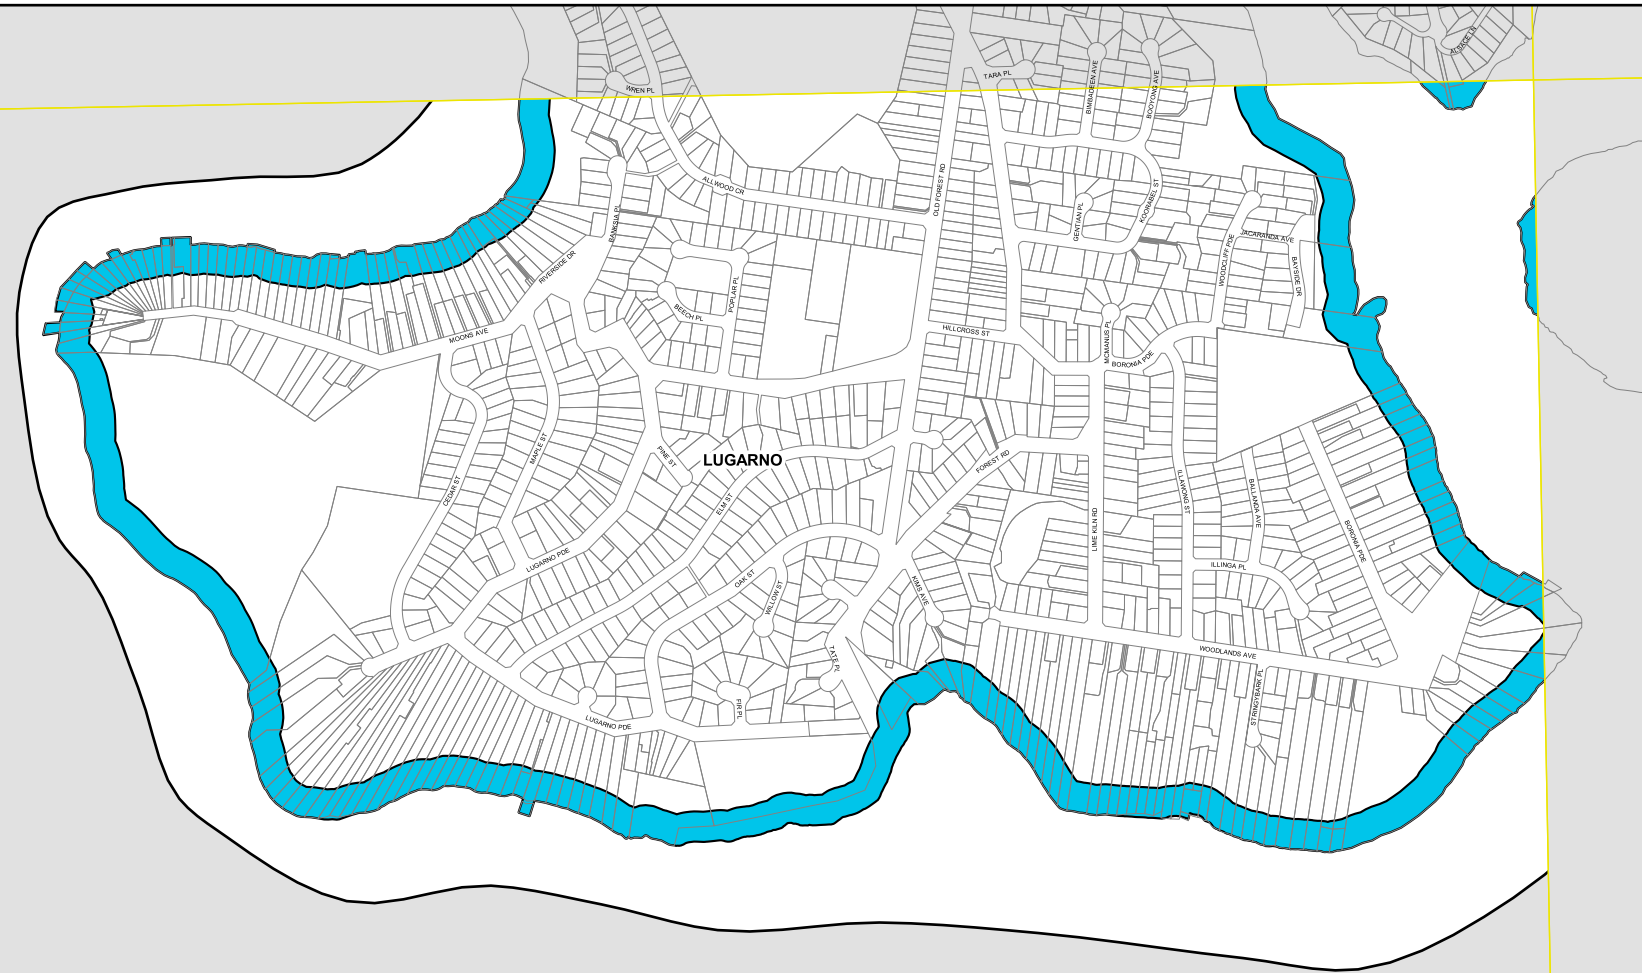 ALSACE LN
TARA PL
WREN PL
BIMBADEEN AVE
BOOYONG AVE
ALLWOOD CR
OLD FOREST RD
KOORABEL ST
GENTIAN PL
BANKSIA PL
JACARANDA AVE
WOODCLIFF PDE
RIVERSIDE DR
BAYSIDE DR
POPLAR PL
BEECH PL
HILLCROSS ST
MOONS AVE
MCMANUS PL
BORONIA PDE
MAPLE ST
PINE ST
LUGARNO
FOREST RD
CEDAR ST
ELM ST
ILLAWONG ST
BALLANDA AVE
LIME KILN RD
BORONIA PDE
LUGARNO PDE
ILLINGA PL
OAK ST
WILLOW ST
KIMS AVE
WOODLANDS AVE
TATE PL
STRINGYBARK PL
FIR PL
LUGARNO PDE